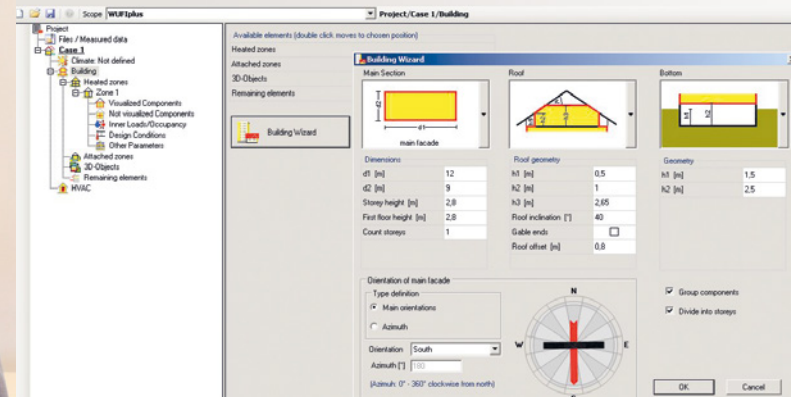 Scope WUFIplus Project/Case 1/Building
Project
Files / Measured data
Case 1
Climate: Not defined
Building
Heated zones
Zone 1
Visualized Components
Not visualized Components
Inner Loads/Occupancy
Design Conditions
Other Parameters
Attached zones
3D-Objects
Remaining elements
HVAC
Available elements (double click moves to chosen position)
Heated zones
Attached zones
3D-Objects
Remaining elements
Building Wizard
Building Wizard
Main Section
d1
main facade
Dimensions
d1 [m] 12
d2 [m] 9
Storey height [m] 2,8
First floor height [m] 2,8
Count storeys 1
Roof
Roof geometry
h1 [m] 0,5
h2 [m] 1
h3 [m] 2,65
Roof inclination [°] 40
Gable ends
Roof offset [m] 0,8
Bottom
Geometry
h1 [m] 1,5
h2 [m] 2,5
Orientation of main facade
Type definition
Main orientations
Azimuth
Orientation South
Azimuth [°] 180
(Azimuh: 0° - 360° clockwise from north)
N
W E
Group components
Divide into storeys
OK Cancel